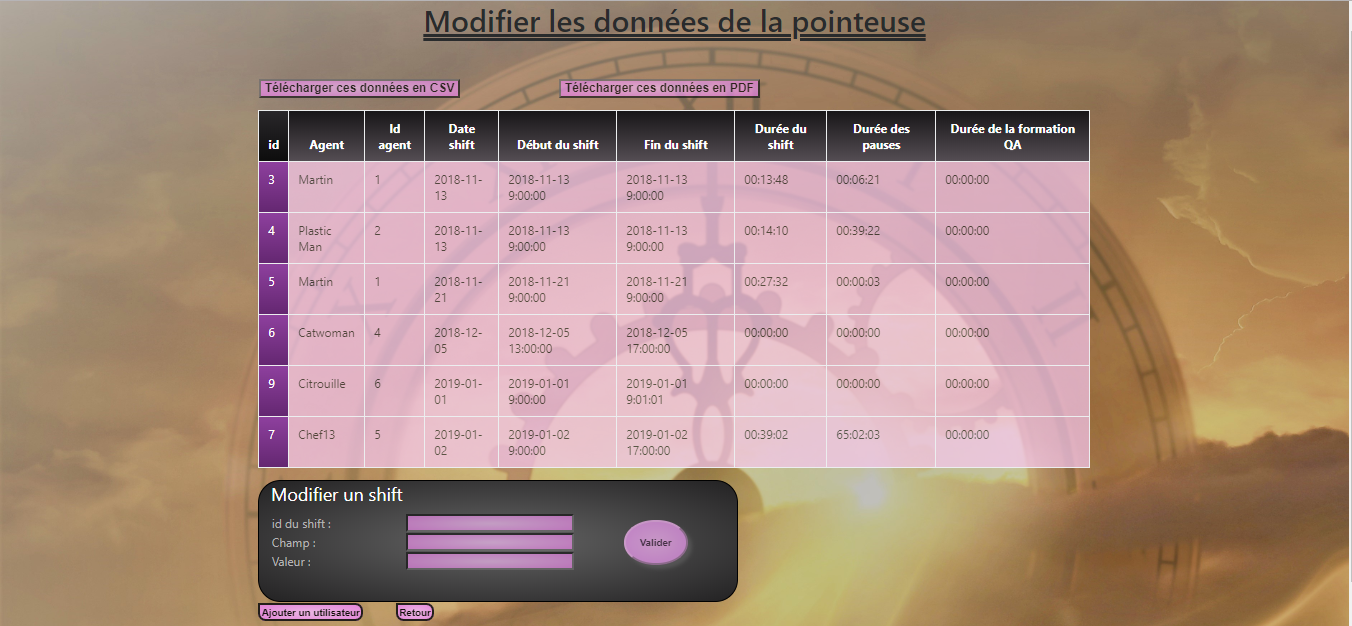 Modifier les données de la pointeuse
Télécharger ces données en CSV Télécharger ces données en PDF
id Agent Id agent Date shift Début du shift Fin du shift Durée du shift Durée des pauses Durée de la formation QA
3 Martin 1 2018-11-13 2018-11-13 9:00:00 2018-11-13 9:00:00 00:13:48 00:06:21 00:00:00
4 Plastic Man 2 2018-11-13 2018-11-13 9:00:00 2018-11-13 9:00:00 00:14:10 00:39:22 00:00:00
5 Martin 1 2018-11-21 2018-11-21 9:00:00 2018-11-21 9:00:00 00:27:32 00:00:03 00:00:00
6 Catwoman 4 2018-12-05 2018-12-05 13:00:00 2018-12-05 17:00:00 00:00:00 00:00:00 00:00:00
9 Citrouille 6 2019-01-01 2019-01-01 9:00:00 2019-01-01 9:01:01 00:00:00 00:00:00 00:00:00
7 Chef13 5 2019-01-02 2019-01-02 9:00:00 2019-01-02 17:00:00 00:39:02 65:02:03 00:00:00
Modifier un shift
id du shift :
Champ :
Valeur :
Valider
Ajouter un utilisateur Retour